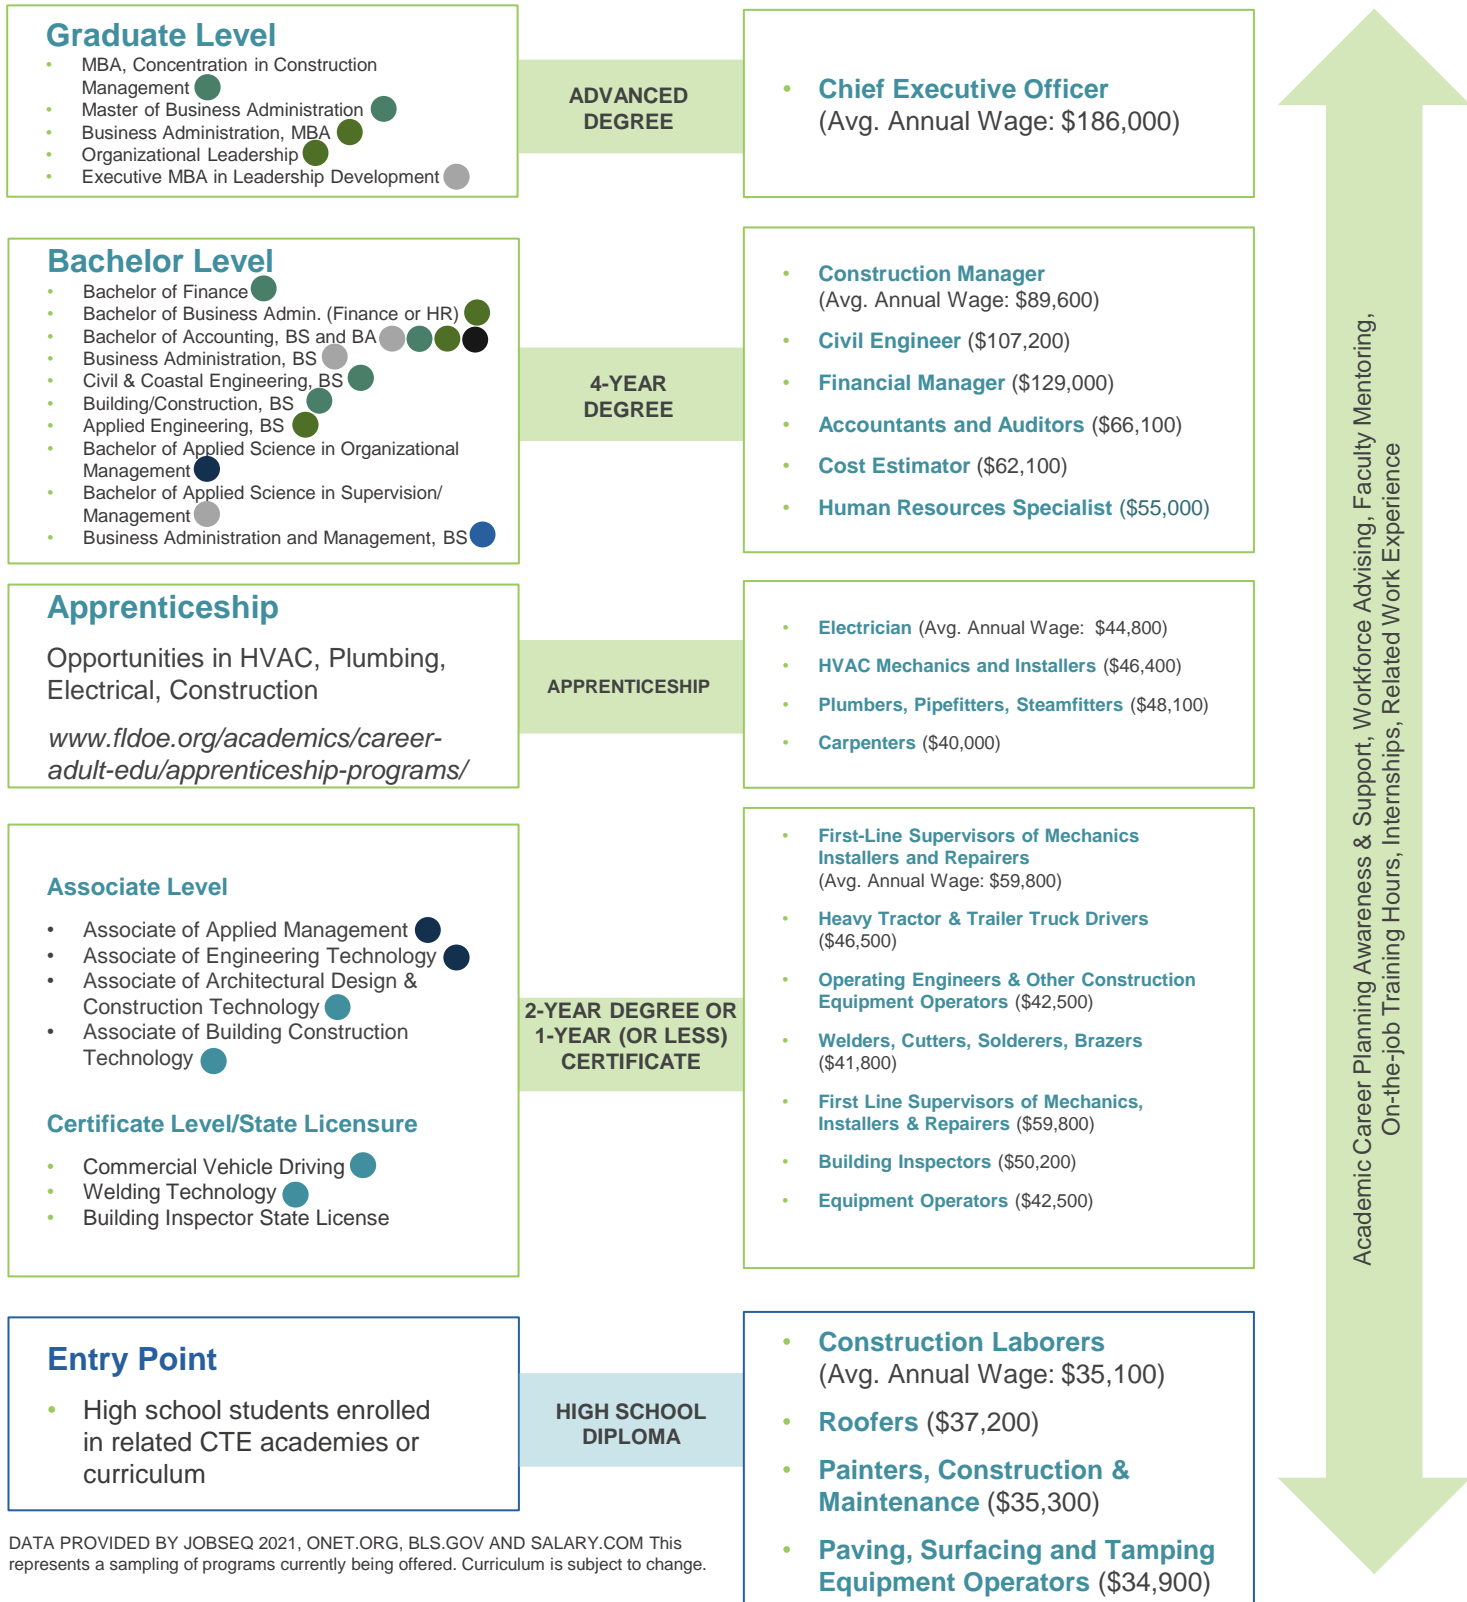 Graduate Level
• MBA, Concentration in Construction
Management
• Master of Business Administration
• Business Administration, MBA
• Organizational Leadership
• Executive MBA in Leadership Development
ADVANCED
DEGREE
• Chief Executive Officer
(Avg. Annual Wage: $186,000)
Bachelor Level
• Bachelor of Finance
• Bachelor of Business Admin. (Finance or HR)
• Bachelor of Accounting, BS and BA
• Business Administration, BS
• Civil & Coastal Engineering, BS
• Building/Construction, BS
• Applied Engineering, BS
• Bachelor of Applied Science in Organizational
Management
• Bachelor of Applied Science in Supervision/
Management
• Business Administration and Management, BS
4-YEAR
DEGREE
• Construction Manager
(Avg. Annual Wage: $89,600)
• Civil Engineer ($107,200)
• Financial Manager ($129,000)
• Accountants and Auditors ($66,100)
• Cost Estimator ($62,100)
• Human Resources Specialist ($55,000)
Apprenticeship
Opportunities in HVAC, Plumbing,
Electrical, Construction
www.fldoe.org/academics/career-
adult-edu/apprenticeship-programs/
APPRENTICESHIP
• Electrician (Avg. Annual Wage: $44,800)
• HVAC Mechanics and Installers ($46,400)
• Plumbers, Pipefitters, Steamfitters ($48,100)
• Carpenters ($40,000)
Associate Level
• Associate of Applied Management
• Associate of Engineering Technology
• Associate of Architectural Design &
Construction Technology
• Associate of Building Construction
Technology
Certificate Level/State Licensure
• Commercial Vehicle Driving
• Welding Technology
• Building Inspector State License
2-YEAR DEGREE OR
1-YEAR (OR LESS)
CERTIFICATE
• First-Line Supervisors of Mechanics
Installers and Repairers
(Avg. Annual Wage: $59,800)
• Heavy Tractor & Trailer Truck Drivers
($46,500)
• Operating Engineers & Other Construction
Equipment Operators ($42,500)
• Welders, Cutters, Solderers, Brazers
($41,800)
• First Line Supervisors of Mechanics,
Installers & Repairers ($59,800)
• Building Inspectors ($50,200)
• Equipment Operators ($42,500)
Entry Point
• High school students enrolled
in related CTE academies or
curriculum
HIGH SCHOOL
DIPLOMA
• Construction Laborers
(Avg. Annual Wage: $35,100)
• Roofers ($37,200)
• Painters, Construction &
Maintenance ($35,300)
• Paving, Surfacing and Tamping
Equipment Operators ($34,900)
DATA PROVIDED BY JOBSEQ 2021, ONET.ORG, BLS.GOV AND SALARY.COM This
represents a sampling of programs currently being offered. Curriculum is subject to change.
Academic Career Planning Awareness & Support, Workforce Advising, Faculty Mentoring,
On-the-job Training Hours, Internships, Related Work Experience